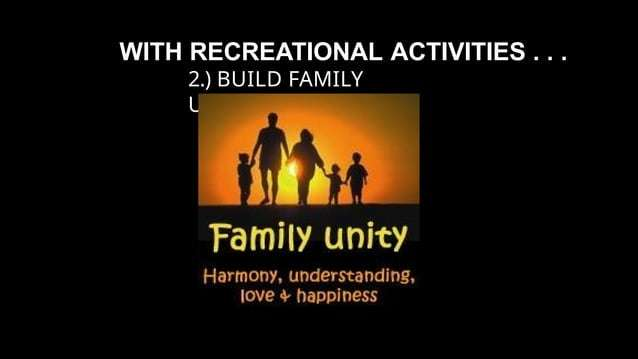 WITH RECREATIONAL ACTIVITIES . . .
2.) BUILD FAMILY
Family unity
Harmony, understanding,
love & happiness